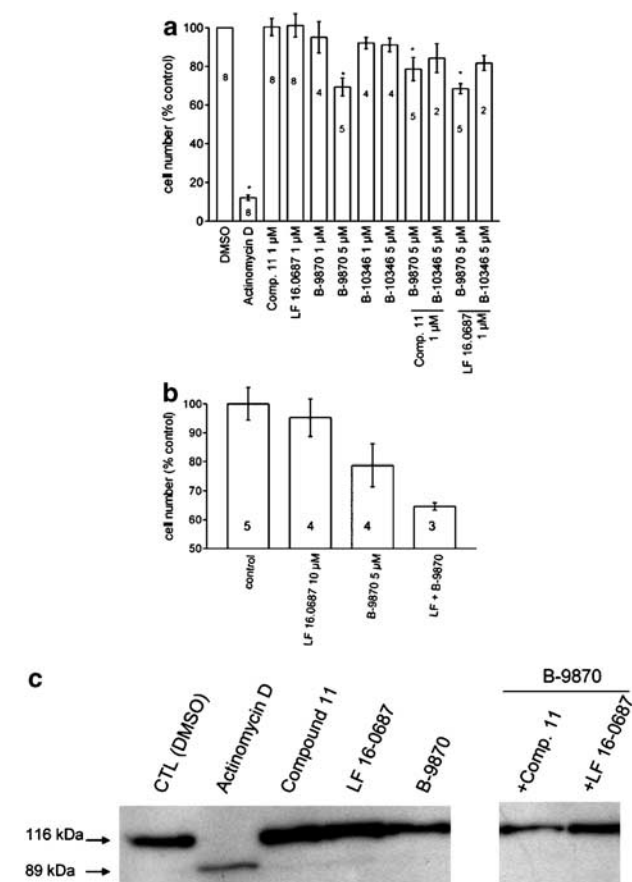 a
cell number (% control)
100
80
60
40
20
0
8
*
8
8
8
4
*
5
4
4
*
5
2
*
5
2
DMSO
Actinomycin D
Comp. 11 1 µM
LF 16.0687 1 µM
B-9870 1 µM
B-9870 5 µM
B-10346 1 µM
B-10346 5 µM
B-9870 5 µM
B-10346 5 µM
B-9870 5 µM
B-10346 5 µM
Comp. 11
1 µM
LF 16.0687
1 µM
b
cell number (% control)
100
90
80
70
60
50
5
4
4
3
control
LF 16.0687 10 µM
B-9870 5 µM
LF + B-9870
c
CTL (DMSO)
Actinomycin D
Compound 11
LF 16-0687
B-9870
B-9870
+Comp. 11
+LF 16-0687
116 kDa
89 kDa